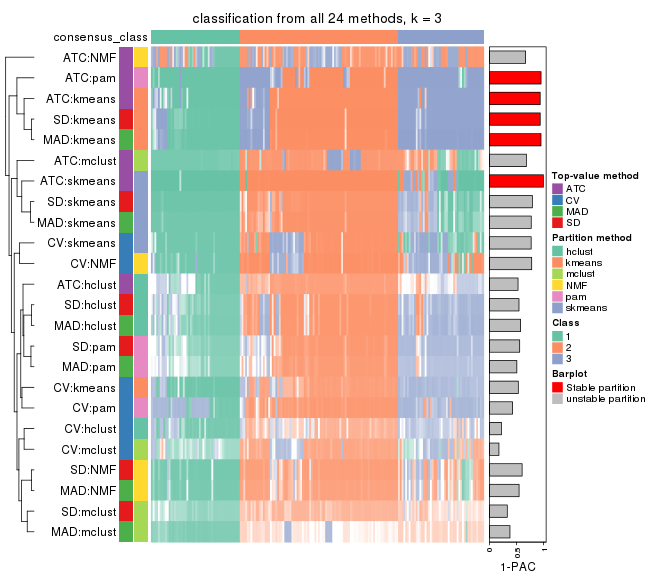 classification from all 24 methods, k = 3
consensus_class
ATC:NMF
ATC:pam
ATC:kmeans
SD:kmeans
MAD:kmeans
ATC:mclust
ATC:skmeans
SD:skmeans
MAD:skmeans
CV:skmeans
CV:NMF
ATC:hclust
SD:hclust
MAD:hclust
SD:pam
MAD:pam
CV:kmeans
CV:pam
CV:hclust
CV:mclust
SD:NMF
MAD:NMF
SD:mclust
MAD:mclust
0
0.5
1
1-PAC
Top-value method
ATC
CV
MAD
SD
Partition method
hclust
kmeans
mclust
NMF
pam
skmeans
Class
1
2
3
Barplot
Stable partition
unstable partition